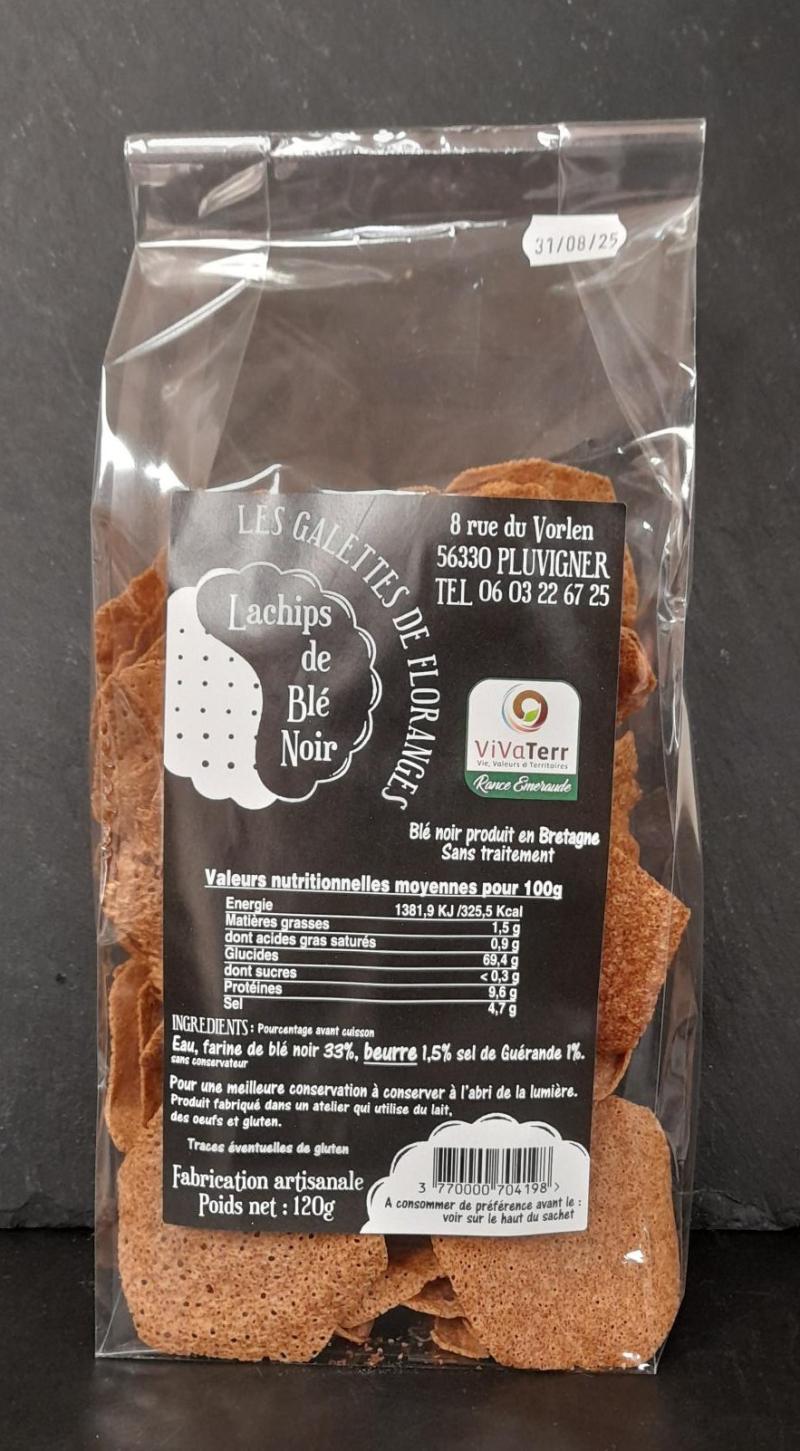 31/08/25
LES GALETTES DE FLORANGES
8 rue du Vorlen
56330 PLUVIGNER
TEL 06 03 22 67 25
Lachips
de
Blé
Noir
ViVaTerr
Vie, Valeurs & Territoires
Rance Emeraude
Blé noir produit en Bretagne
Sans traitement
Valeurs nutritionnelles moyennes pour 100g
Energie 1381,9 KJ /325,5 Kcal
Matières grasses 1,5 g
dont acides gras saturés 0,9 g
Glucides 69,4 g
dont sucres < 0,3 g
Protéines 9,6 g
Sel 4,7 g
INGREDIENTS : Pourcentage avant cuisson
Eau, farine de blé noir 33%, beurre 1,5% sel de Guérande 1%.
sans conservateur
Pour une meilleure conservation à conserver à l'abri de la lumière.
Produit fabriqué dans un atelier qui utilise du lait,
des oeufs et gluten.
Traces éventuelles de gluten
Fabrication artisanale
Poids net : 120g
3 770000 704198 >
A consommer de préférence avant le :
voir sur le haut du sachet